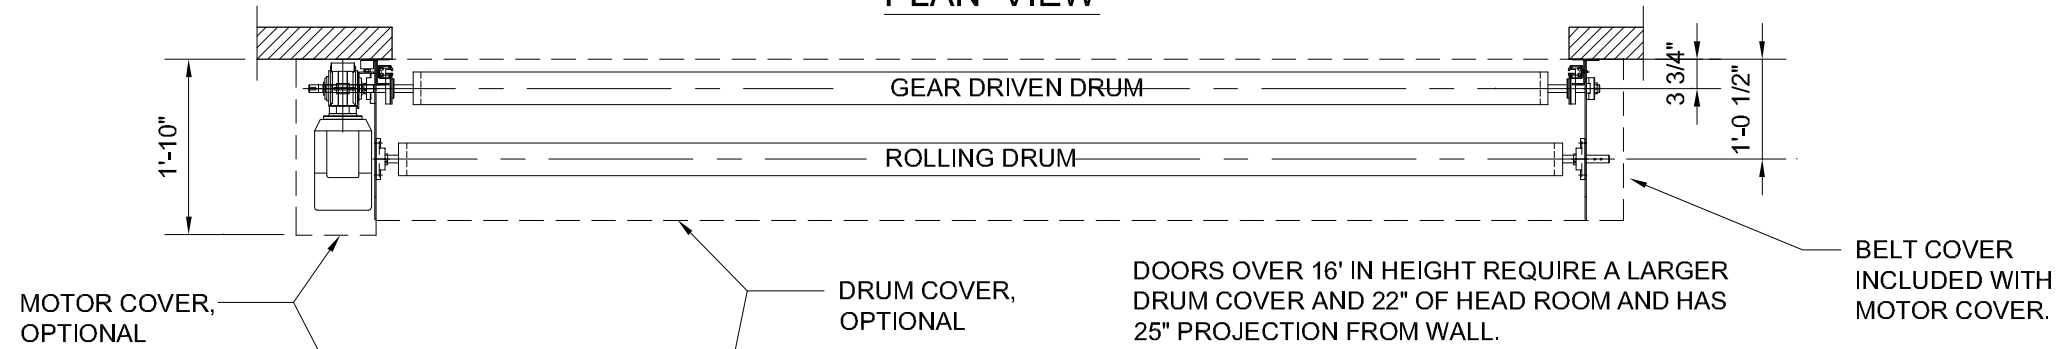 PLAN VIEW
GEAR DRIVEN DRUM
3 3/4"
1'-0 1/2"
1'-10"
ROLLING DRUM
MOTOR COVER,
OPTIONAL
DRUM COVER,
OPTIONAL
DOORS OVER 16' IN HEIGHT REQUIRE A LARGER
DRUM COVER AND 22" OF HEAD ROOM AND HAS
25" PROJECTION FROM WALL.
BELT COVER
INCLUDED WITH
MOTOR COVER.